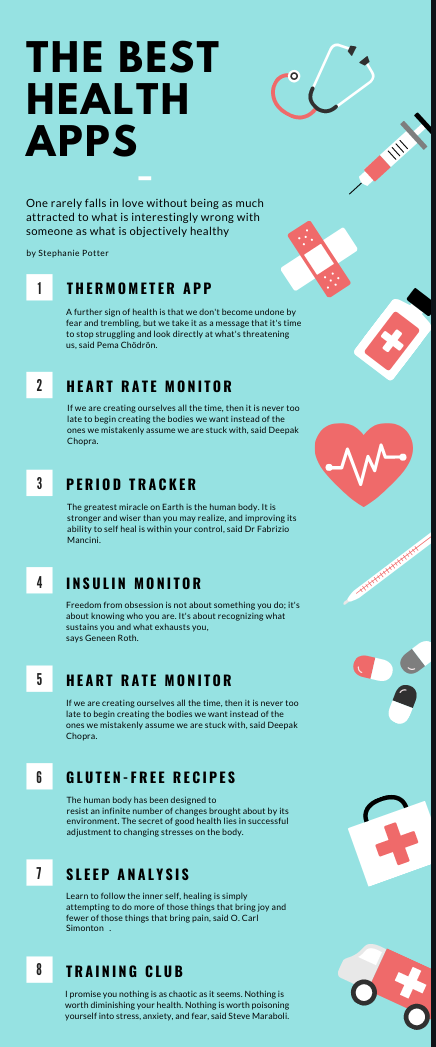 THE BEST
HEALTH
APPS
One rarely falls in love without being as much
attracted to what is interestingly wrong with
someone as what is objectively healthy
by Stephanie Potter
1
THERMOMETER APP
A further sign of health is that we don't become undone by
fear and trembling, but we take it as a message that it's time
to stop struggling and look directly at what's threatening
us, said Pema Chödrön.
2
HEART RATE MONITOR
If we are creating ourselves all the time, then it is never too
late to begin creating the bodies we want instead of the
ones we mistakenly assume we are stuck with, said Deepak
Chopra.
3
PERIOD TRACKER
The greatest miracle on Earth is the human body. It is
stronger and wiser than you may realize, and improving its
ability to self heal is within your control, said Dr Fabrizio
Mancini.
4
INSULIN MONITOR
Freedom from obsession is not about something you do; it's
about knowing who you are. It's about recognizing what
sustains you and what exhausts you,
says Geneen Roth.
5
HEART RATE MONITOR
If we are creating ourselves all the time, then it is never too
late to begin creating the bodies we want instead of the
ones we mistakenly assume we are stuck with, said Deepak
Chopra.
6
GLUTEN-FREE RECIPES
The human body has been designed to
resist an infinite number of changes brought about by its
environment. The secret of good health lies in successful
adjustment to changing stresses on the body.
7
SLEEP ANALYSIS
Learn to follow the inner self, healing is simply
attempting to do more of those things that bring joy and
fewer of those things that bring pain, said O. Carl
Simonton .
8
TRAINING CLUB
I promise you nothing is as chaotic as it seems. Nothing is
worth diminishing your health. Nothing is worth poisoning
yourself into stress, anxiety, and fear, said Steve Maraboli.